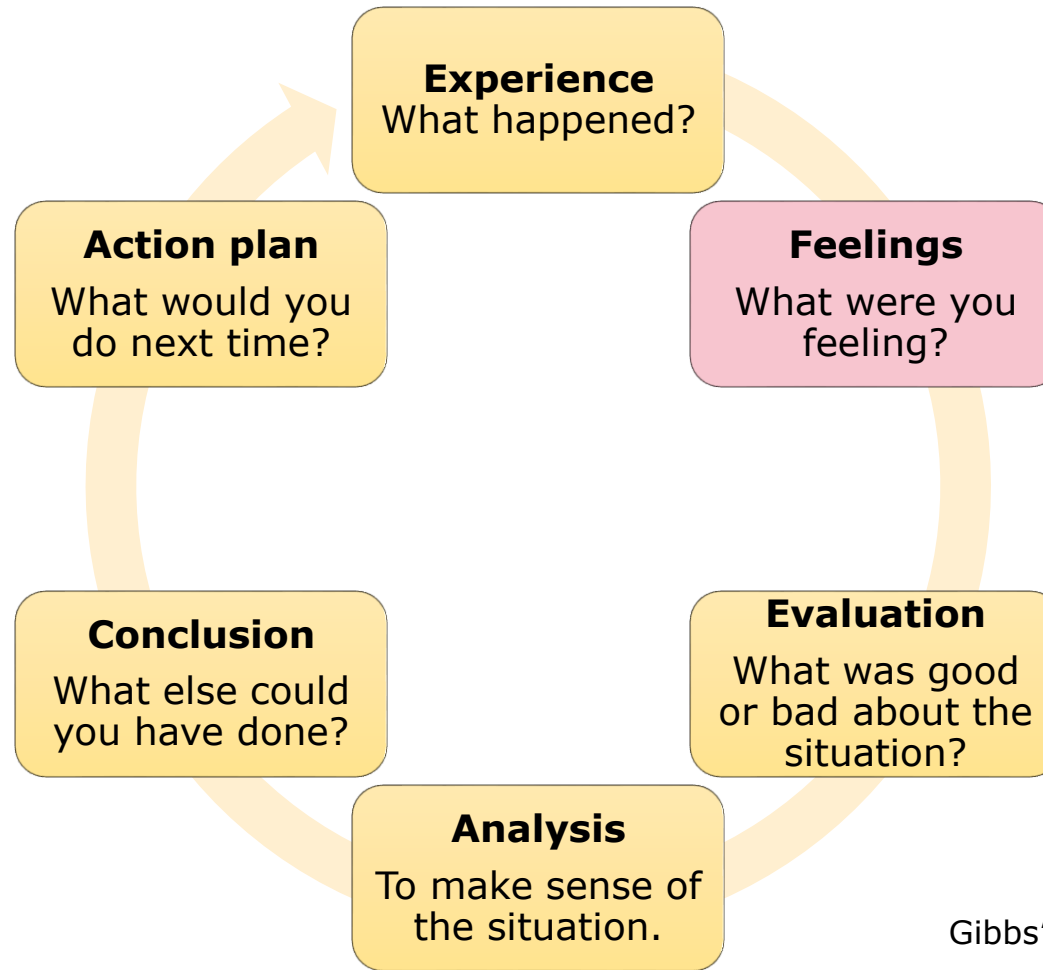 Experience
What happened?
Feelings
What were you
feeling?
Evaluation
What was good
or bad about the
situation?
Analysis
To make sense of
the situation.
Conclusion
What else could
you have done?
Action plan
What would you
do next time?
Gibbs'